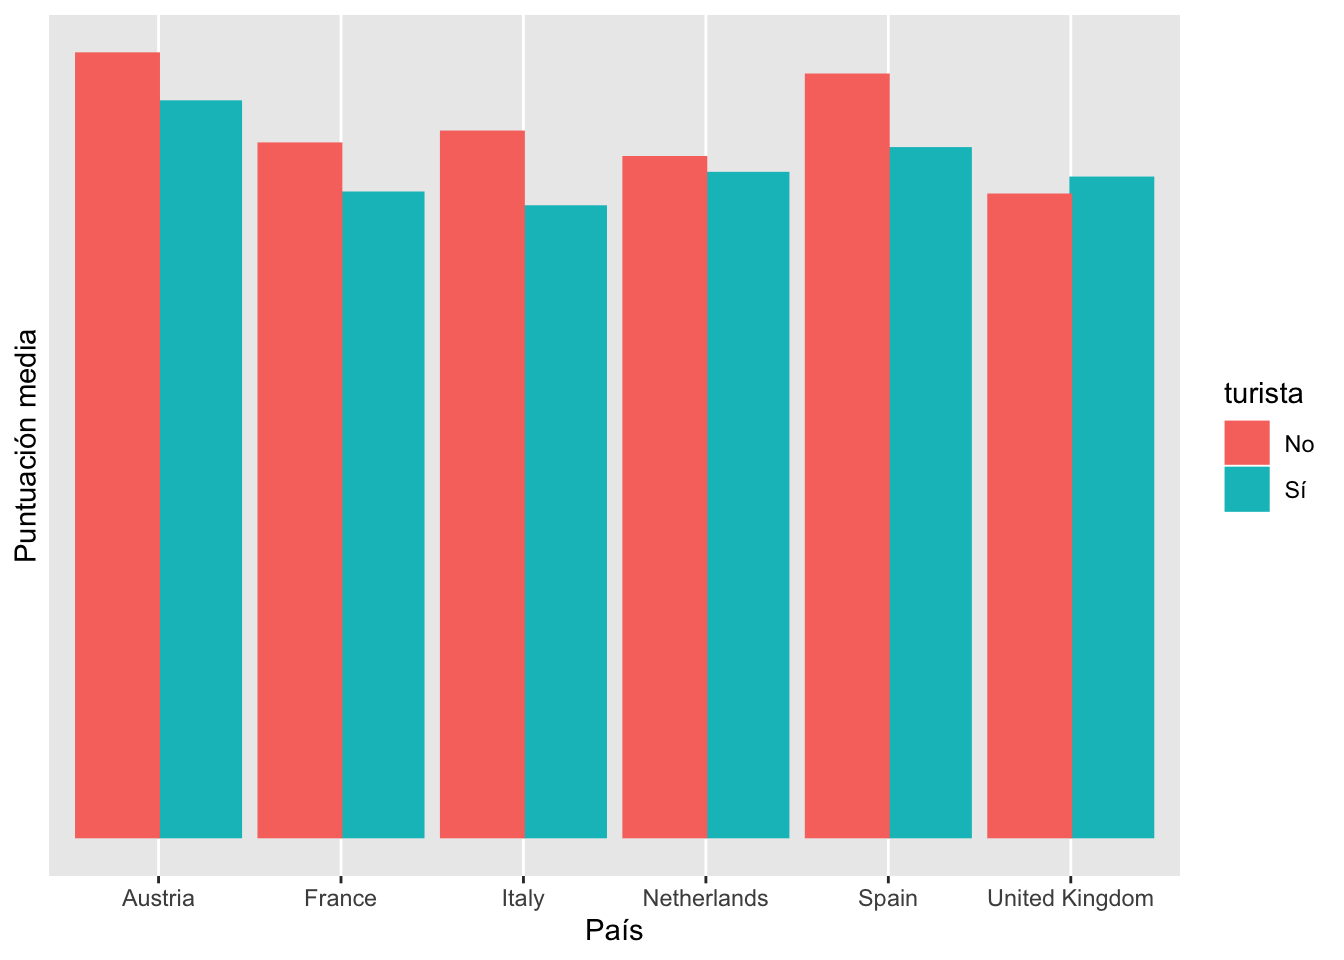 Puntuación media
Austria
France
Italy
Netherlands
Spain
United Kingdom
País
turista
No
Sí